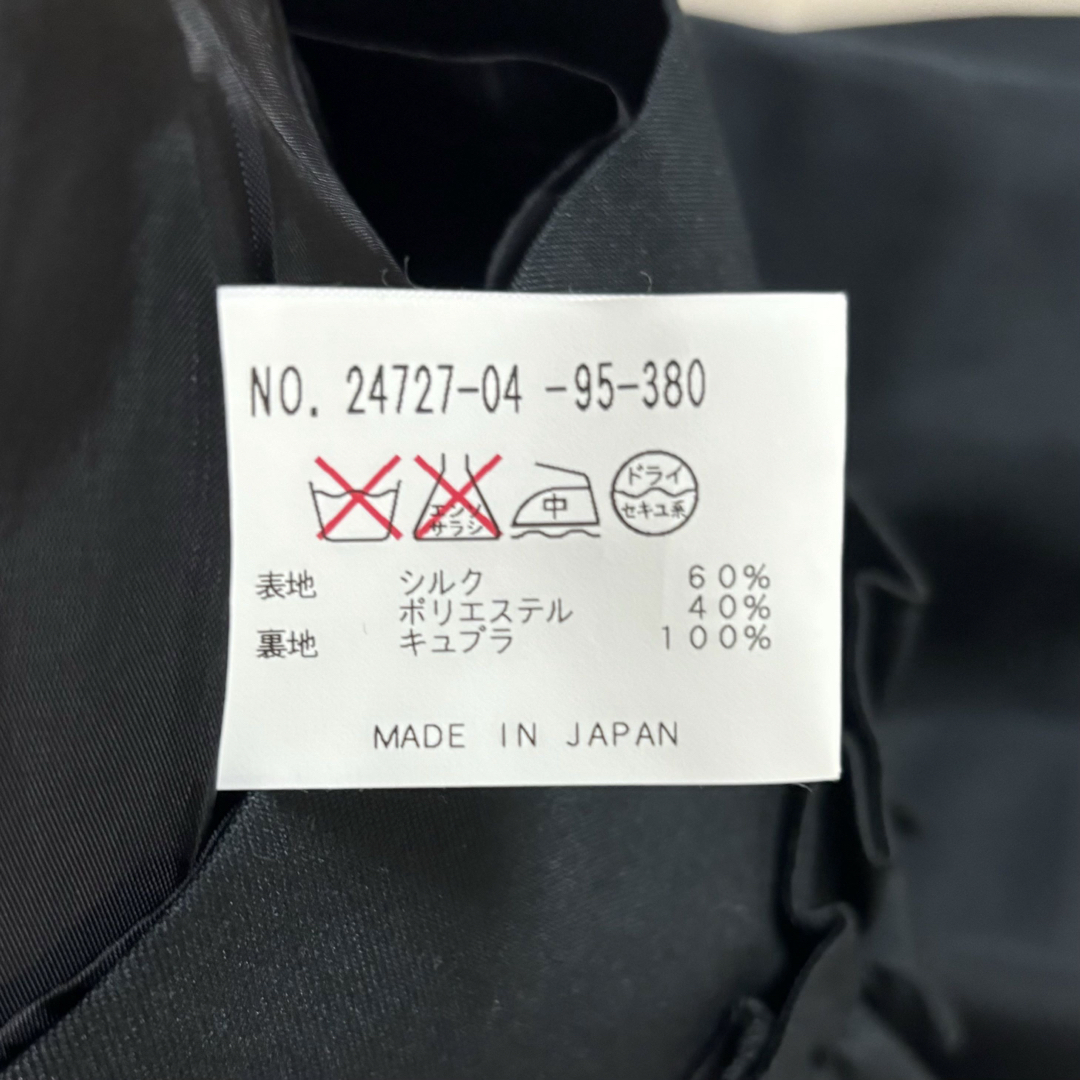 NO. 24727-04 -95-380
エンソ
サラシ
中
ドライ
セキユ系
表地 シルク 60%
ポリエステル 40%
裏地 キュプラ 100%
MADE IN JAPAN